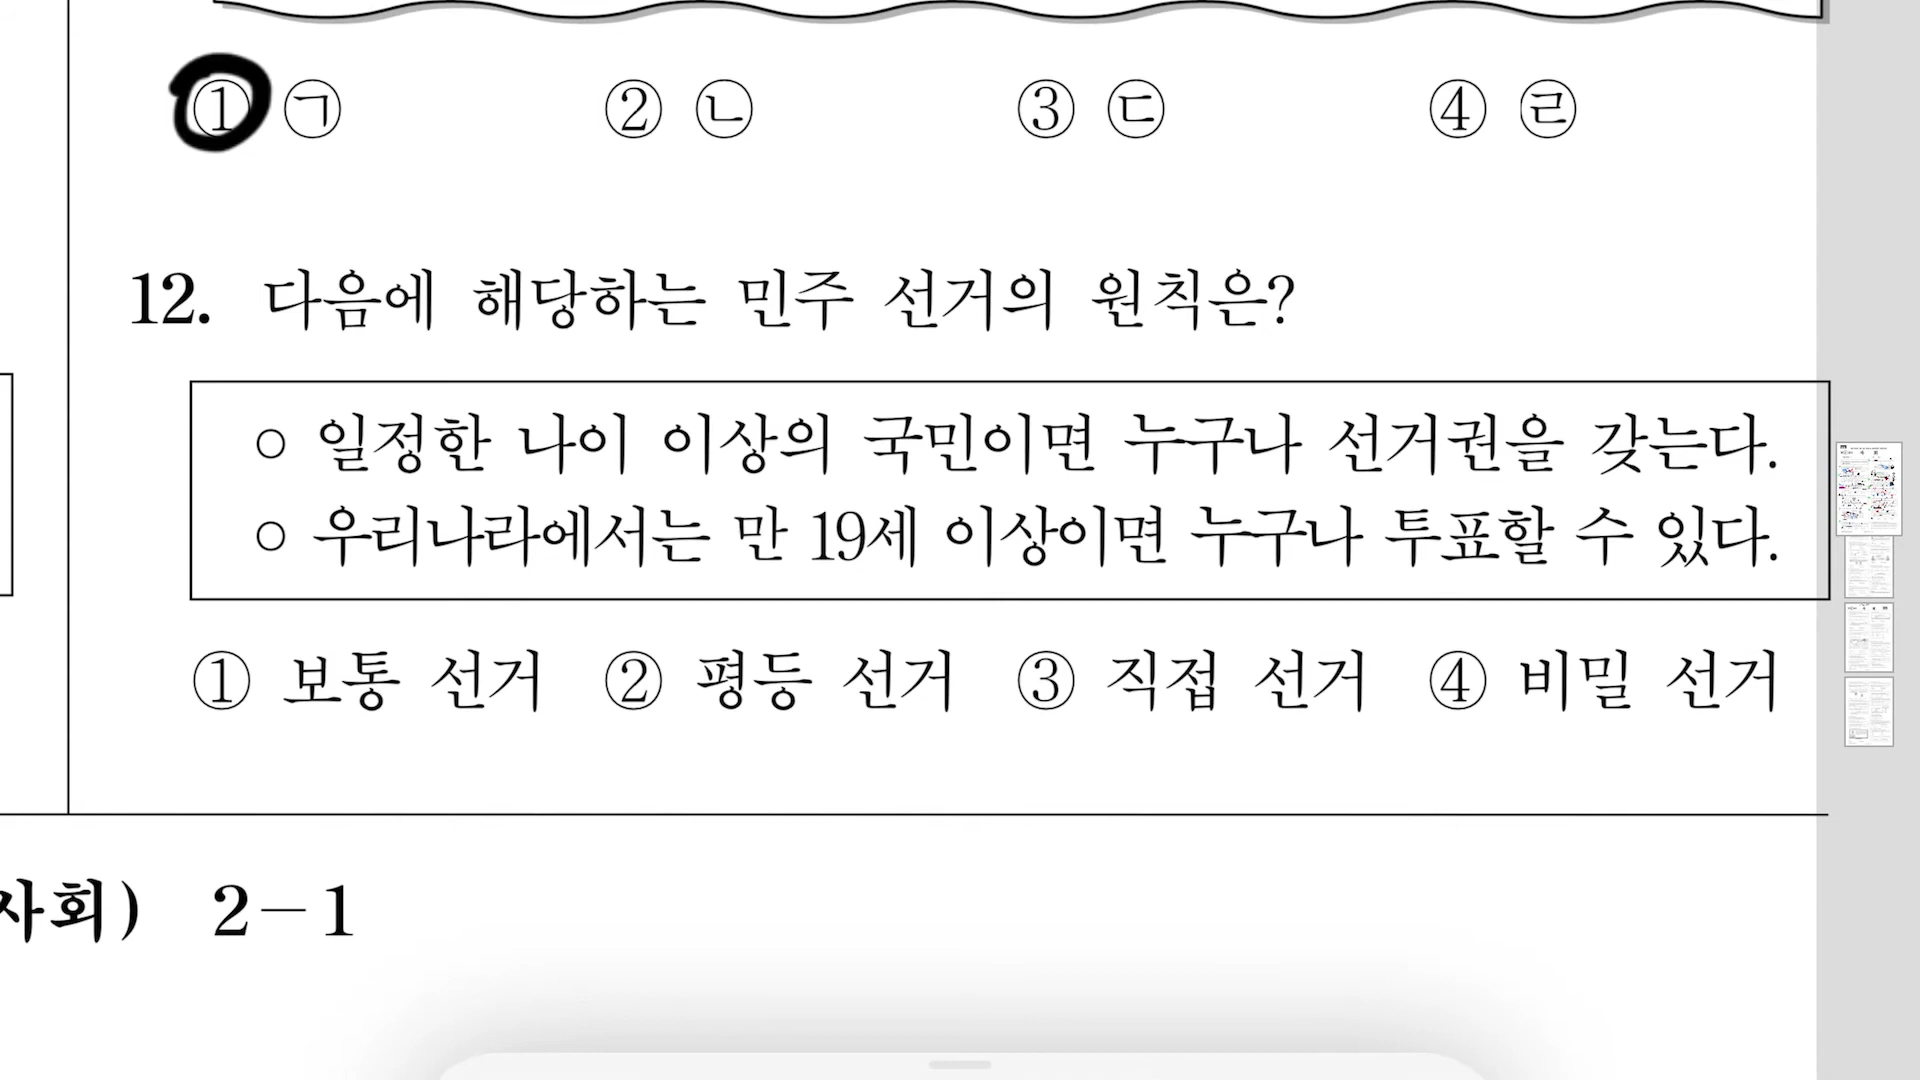 ① ㉠ ② ㉡ ③ ㉢ ④ ㉣
12. 다음에 해당하는 민주 선거의 원칙은?
○ 일정한 나이 이상의 국민이면 누구나 선거권을 갖는다.
○ 우리나라에서는 만 19세 이상이면 누구나 투표할 수 있다.
① 보통 선거 ② 평등 선거 ③ 직접 선거 ④ 비밀 선거
사회) 2－1